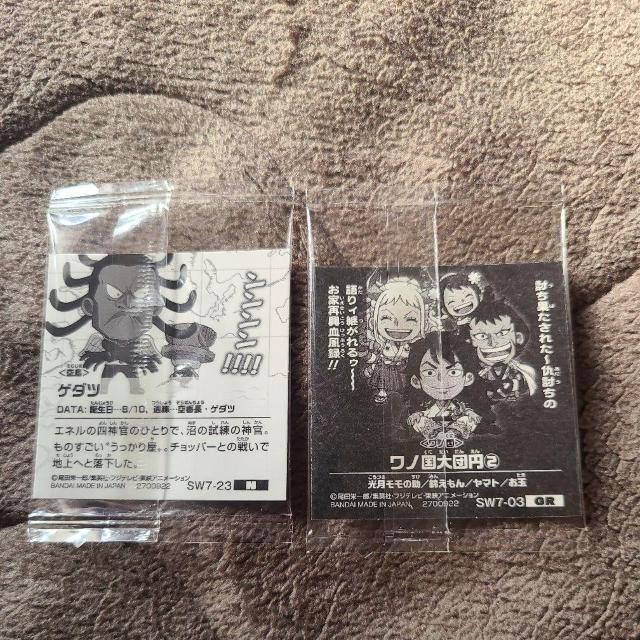 シシシシ!!!!
ゲダツ
DATA: 誕生日…8/10、通称…空番長・ゲダツ
エネルの四神官のひとりで、沼の試練の神官。
ものすごい“うっかり屋”。チョッパーとの戦いで
地上へと落下した。
©尾田栄一郎/集英社・フジテレビ・東映アニメーション
BANDAI MADE IN JAPAN 2700922 SW7-23 N
討ち果たされた〜仇討ちの
語りィ継がれるゥ〜
お家再興血風録!!
ワノ国大団円②
光月モモの助/錦えもん/ヤマト/お玉
©尾田栄一郎/集英社・フジテレビ・東映アニメーション
BANDAI MADE IN JAPAN 2700922 SW7-03 GR